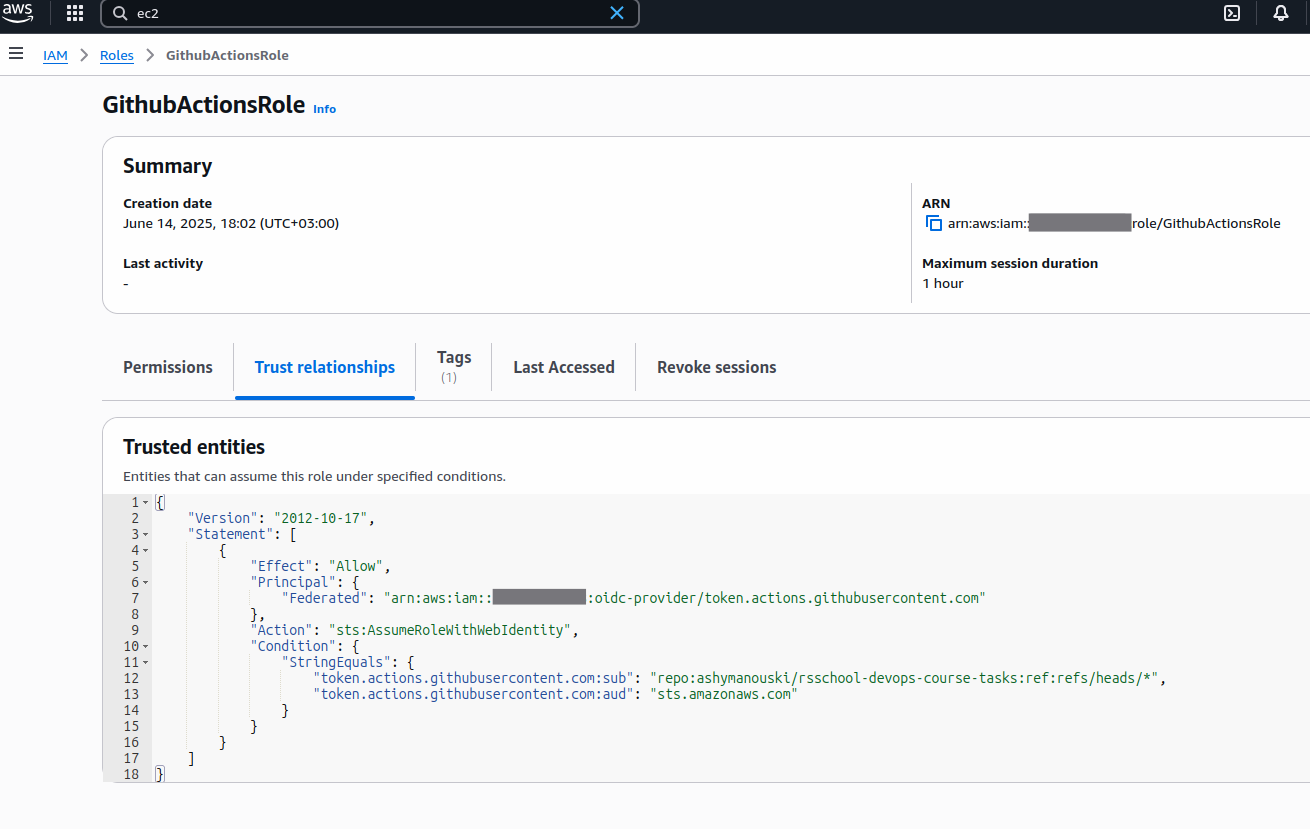 aws
ec2
IAM > Roles > GithubActionsRole
GithubActionsRole Info
Summary
Creation date
June 14, 2025, 18:02 (UTC+03:00)
Last activity
-
ARN
arn:aws:iam:: role/GithubActionsRole
Maximum session duration
1 hour
Permissions
Trust relationships
Tags
(1)
Last Accessed
Revoke sessions
Trusted entities
Entities that can assume this role under specified conditions.
1 {
2 "Version": "2012-10-17",
3 "Statement": [
4 {
5 "Effect": "Allow",
6 "Principal": {
7 "Federated": "arn:aws:iam:: :oidc-provider/token.actions.githubusercontent.com"
8 },
9 "Action": "sts:AssumeRoleWithWebIdentity",
10 "Condition": {
11 "StringEquals": {
12 "token.actions.githubusercontent.com:sub": "repo:ashymanouski/rsschool-devops-course-tasks:ref:refs/heads/*",
13 "token.actions.githubusercontent.com:aud": "sts.amazonaws.com"
14 }
15 }
16 }
17 ]
18 }